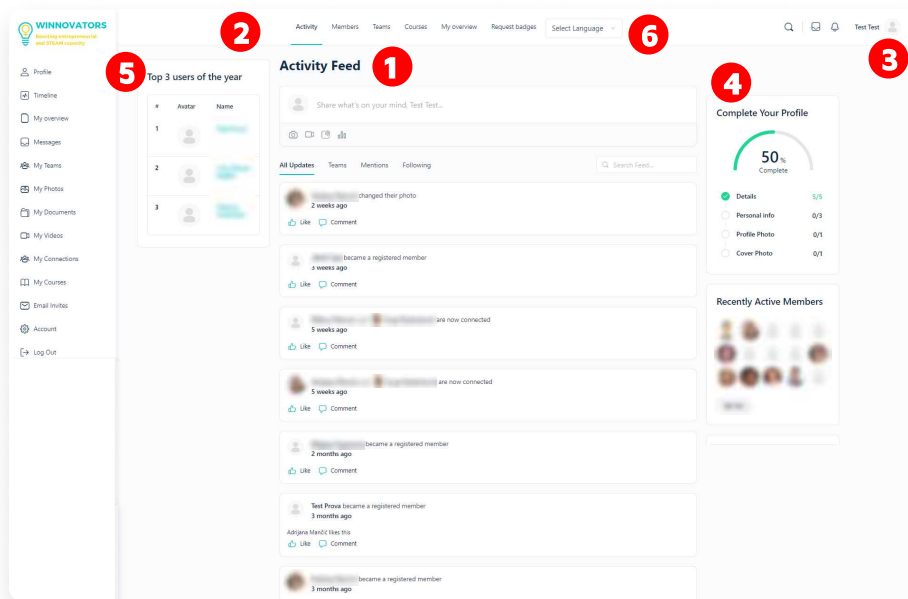 WINNOVATORS
Boosting entrepreneurial
and STEAM capacity
Profile
Timeline
My overview
Messages
My Teams
My Photos
My Documents
My Videos
My Connections
My Courses
Email Invites
Account
Log Out
2
Activity Members Teams Courses My overview Request badges Select Language
6
Test Test
3
5
Top 3 users of the year
# Avatar Name
1
2
3
Activity Feed
1
Share what's on your mind, Test Test...
All Updates Teams Mentions Following
Search Feed...
changed their photo
2 weeks ago
Like Comment
became a registered member
3 weeks ago
Like Comment
are now connected
5 weeks ago
Like Comment
are now connected
5 weeks ago
Like Comment
became a registered member
2 months ago
Like Comment
Test Prova became a registered member
3 months ago
Adrijana Mančić likes this
Like Comment
became a registered member
3 months ago
4
Complete Your Profile
50 %
Complete
Details 5/5
Personal info 0/3
Profile Photo 0/1
Cover Photo 0/1
Recently Active Members